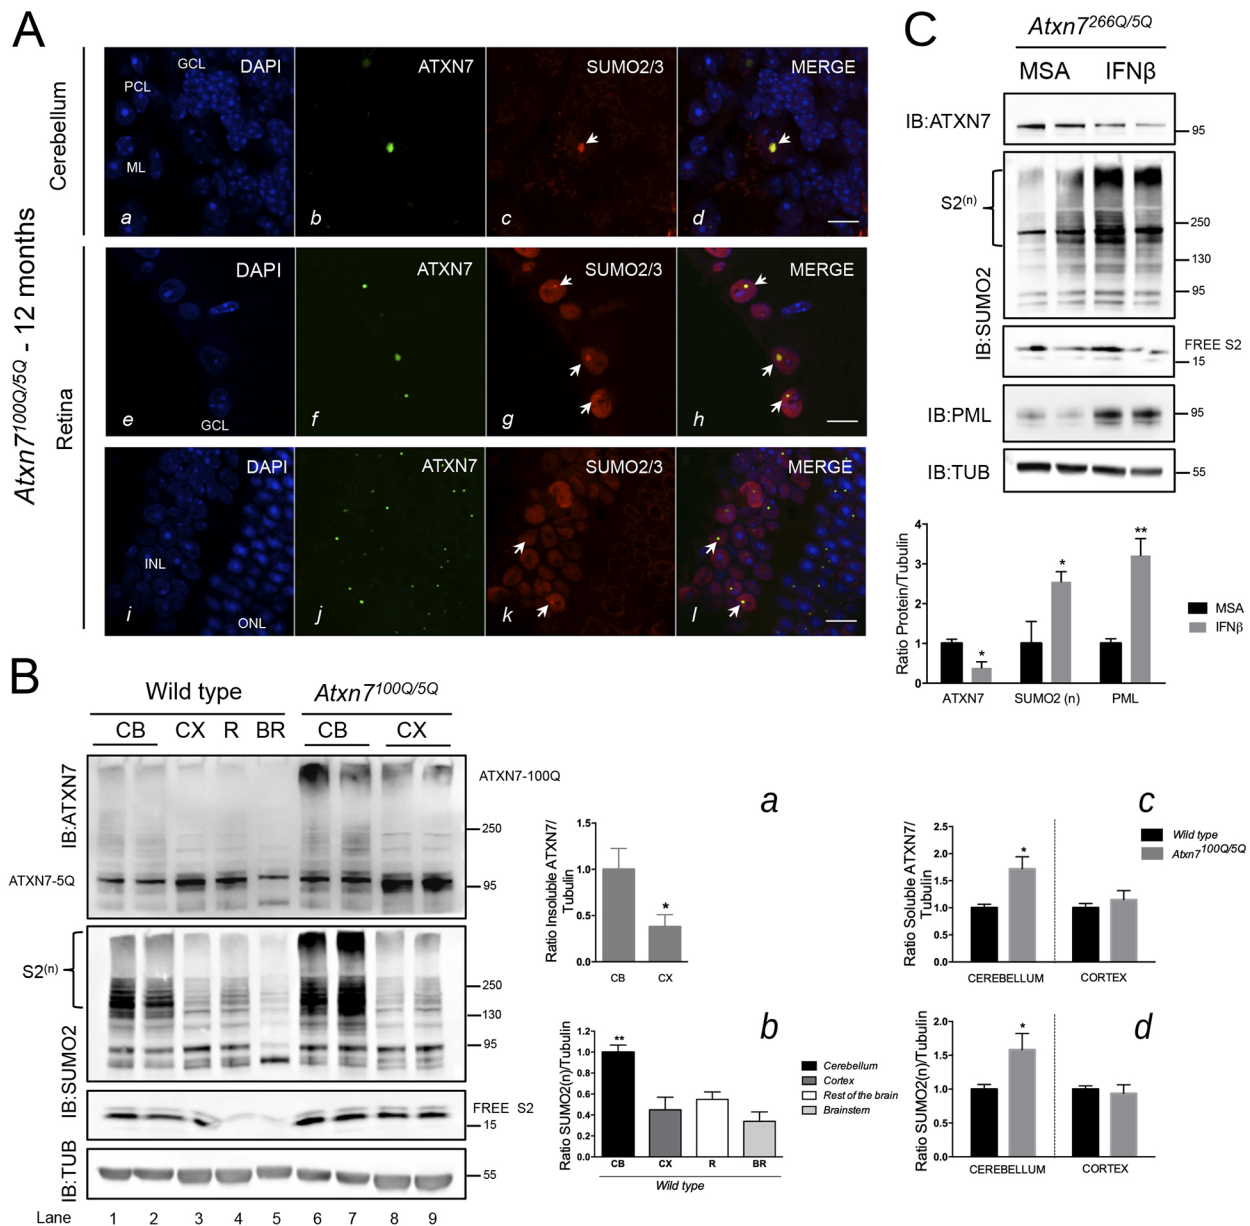 A
Atxn7100Q/5Q - 12 months
Cerebellum
GCL
DAPI
PCL
ML
a
ATXN7
b
SUMO2/3
c
MERGE
d
Retina
DAPI
e
GCL
ATXN7
f
SUMO2/3
g
MERGE
h
DAPI
INL
i
ONL
ATXN7
j
SUMO2/3
k
MERGE
l
B
Wild type
Atxn7100Q/5Q
CB CX R BR CB CX
IB:ATXN7
ATXN7-100Q
250
ATXN7-5Q
95
S2(n)
IB:SUMO2
250
130
95
FREE S2
15
IB:TUB
55
Lane 1 2 3 4 5 6 7 8 9
a
Ratio Insoluble ATXN7/
Tubulin
1.5
1.0
0.5
0.0
*
CB CX
b
Ratio SUMO2(n)/Tubulin
1.2
1.0
0.8
0.6
0.4
0.2
0.0
**
CB CX R BR
Wild type
Cerebellum
Cortex
Rest of the brain
Brainstem
C
Atxn7266Q/5Q
MSA IFNβ
IB:ATXN7
95
S2(n)
IB:SUMO2
250
130
95
FREE S2
15
IB:PML
95
IB:TUB
55
Ratio Protein/Tubulin
4
3
2
1
0
*
*
**
ATXN7 SUMO2 (n) PML
MSA
IFNβ
c
Ratio Soluble ATXN7/
Tubulin
2.5
2.0
1.5
1.0
0.5
0.0
*
CEREBELLUM CORTEX
Wild type
Atxn7100Q/5Q
d
Ratio SUMO2(n)/Tubulin
2.0
1.5
1.0
0.5
0.0
*
CEREBELLUM CORTEX